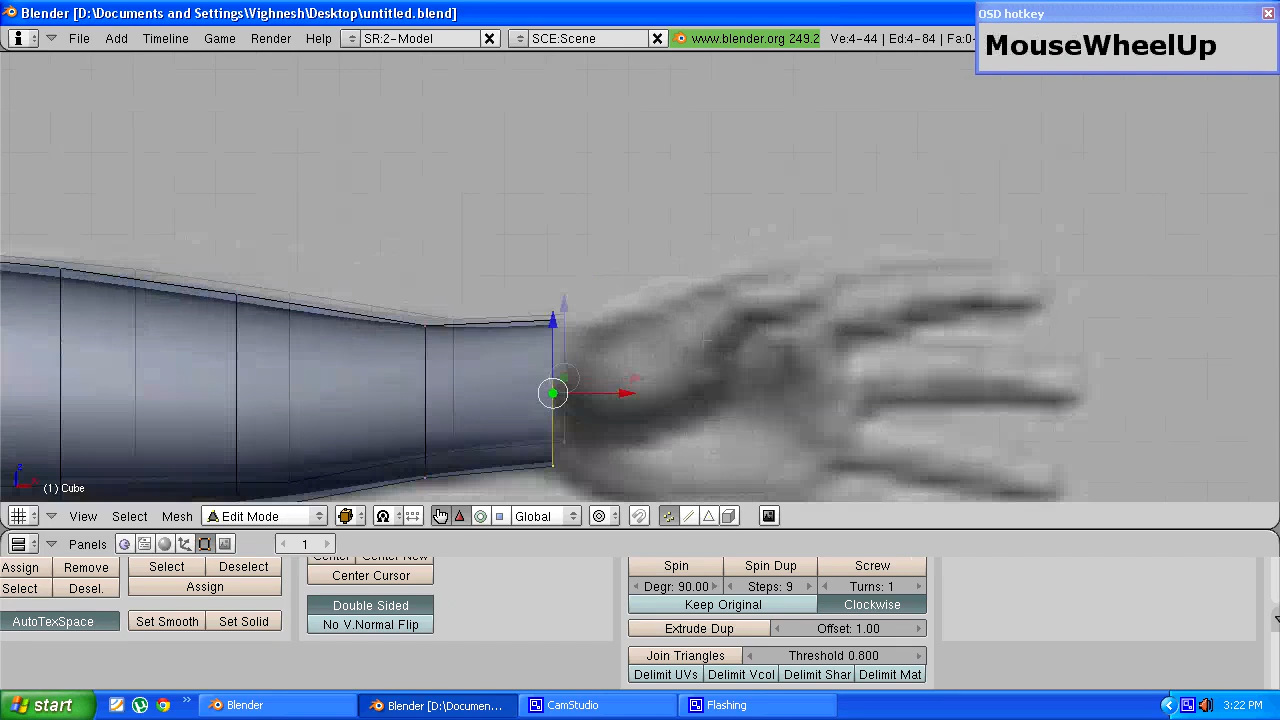 Blender [D:\Documents and Settings\Vighnesh\Desktop\untitled.blend]
OSD hotkey
File Add Timeline Game Render Help SR:2-Model SCE:Scene www.blender.org 249.2 Ve:4-44 | Ed:4-84 | Fa:0-
MouseWheelUp
(1) Cube
View Select Mesh Edit Mode Global
Panels 1
Assign Remove Select Deselect Center Center New Spin Spin Dup Screw
Select Desel. Assign Center Cursor Degr: 90.00 Steps: 9 Turns: 1
Double Sided Keep Original Clockwise
AutoTexSpace Set Smooth Set Solid No V.Normal Flip Extrude Dup Offset: 1.00
Join Triangles Threshold 0.800
Delimit UVs Delimit Vcol Delimit Shar Delimit Mat
start Blender Blender [D:\Documen... CamStudio Flashing 3:22 PM